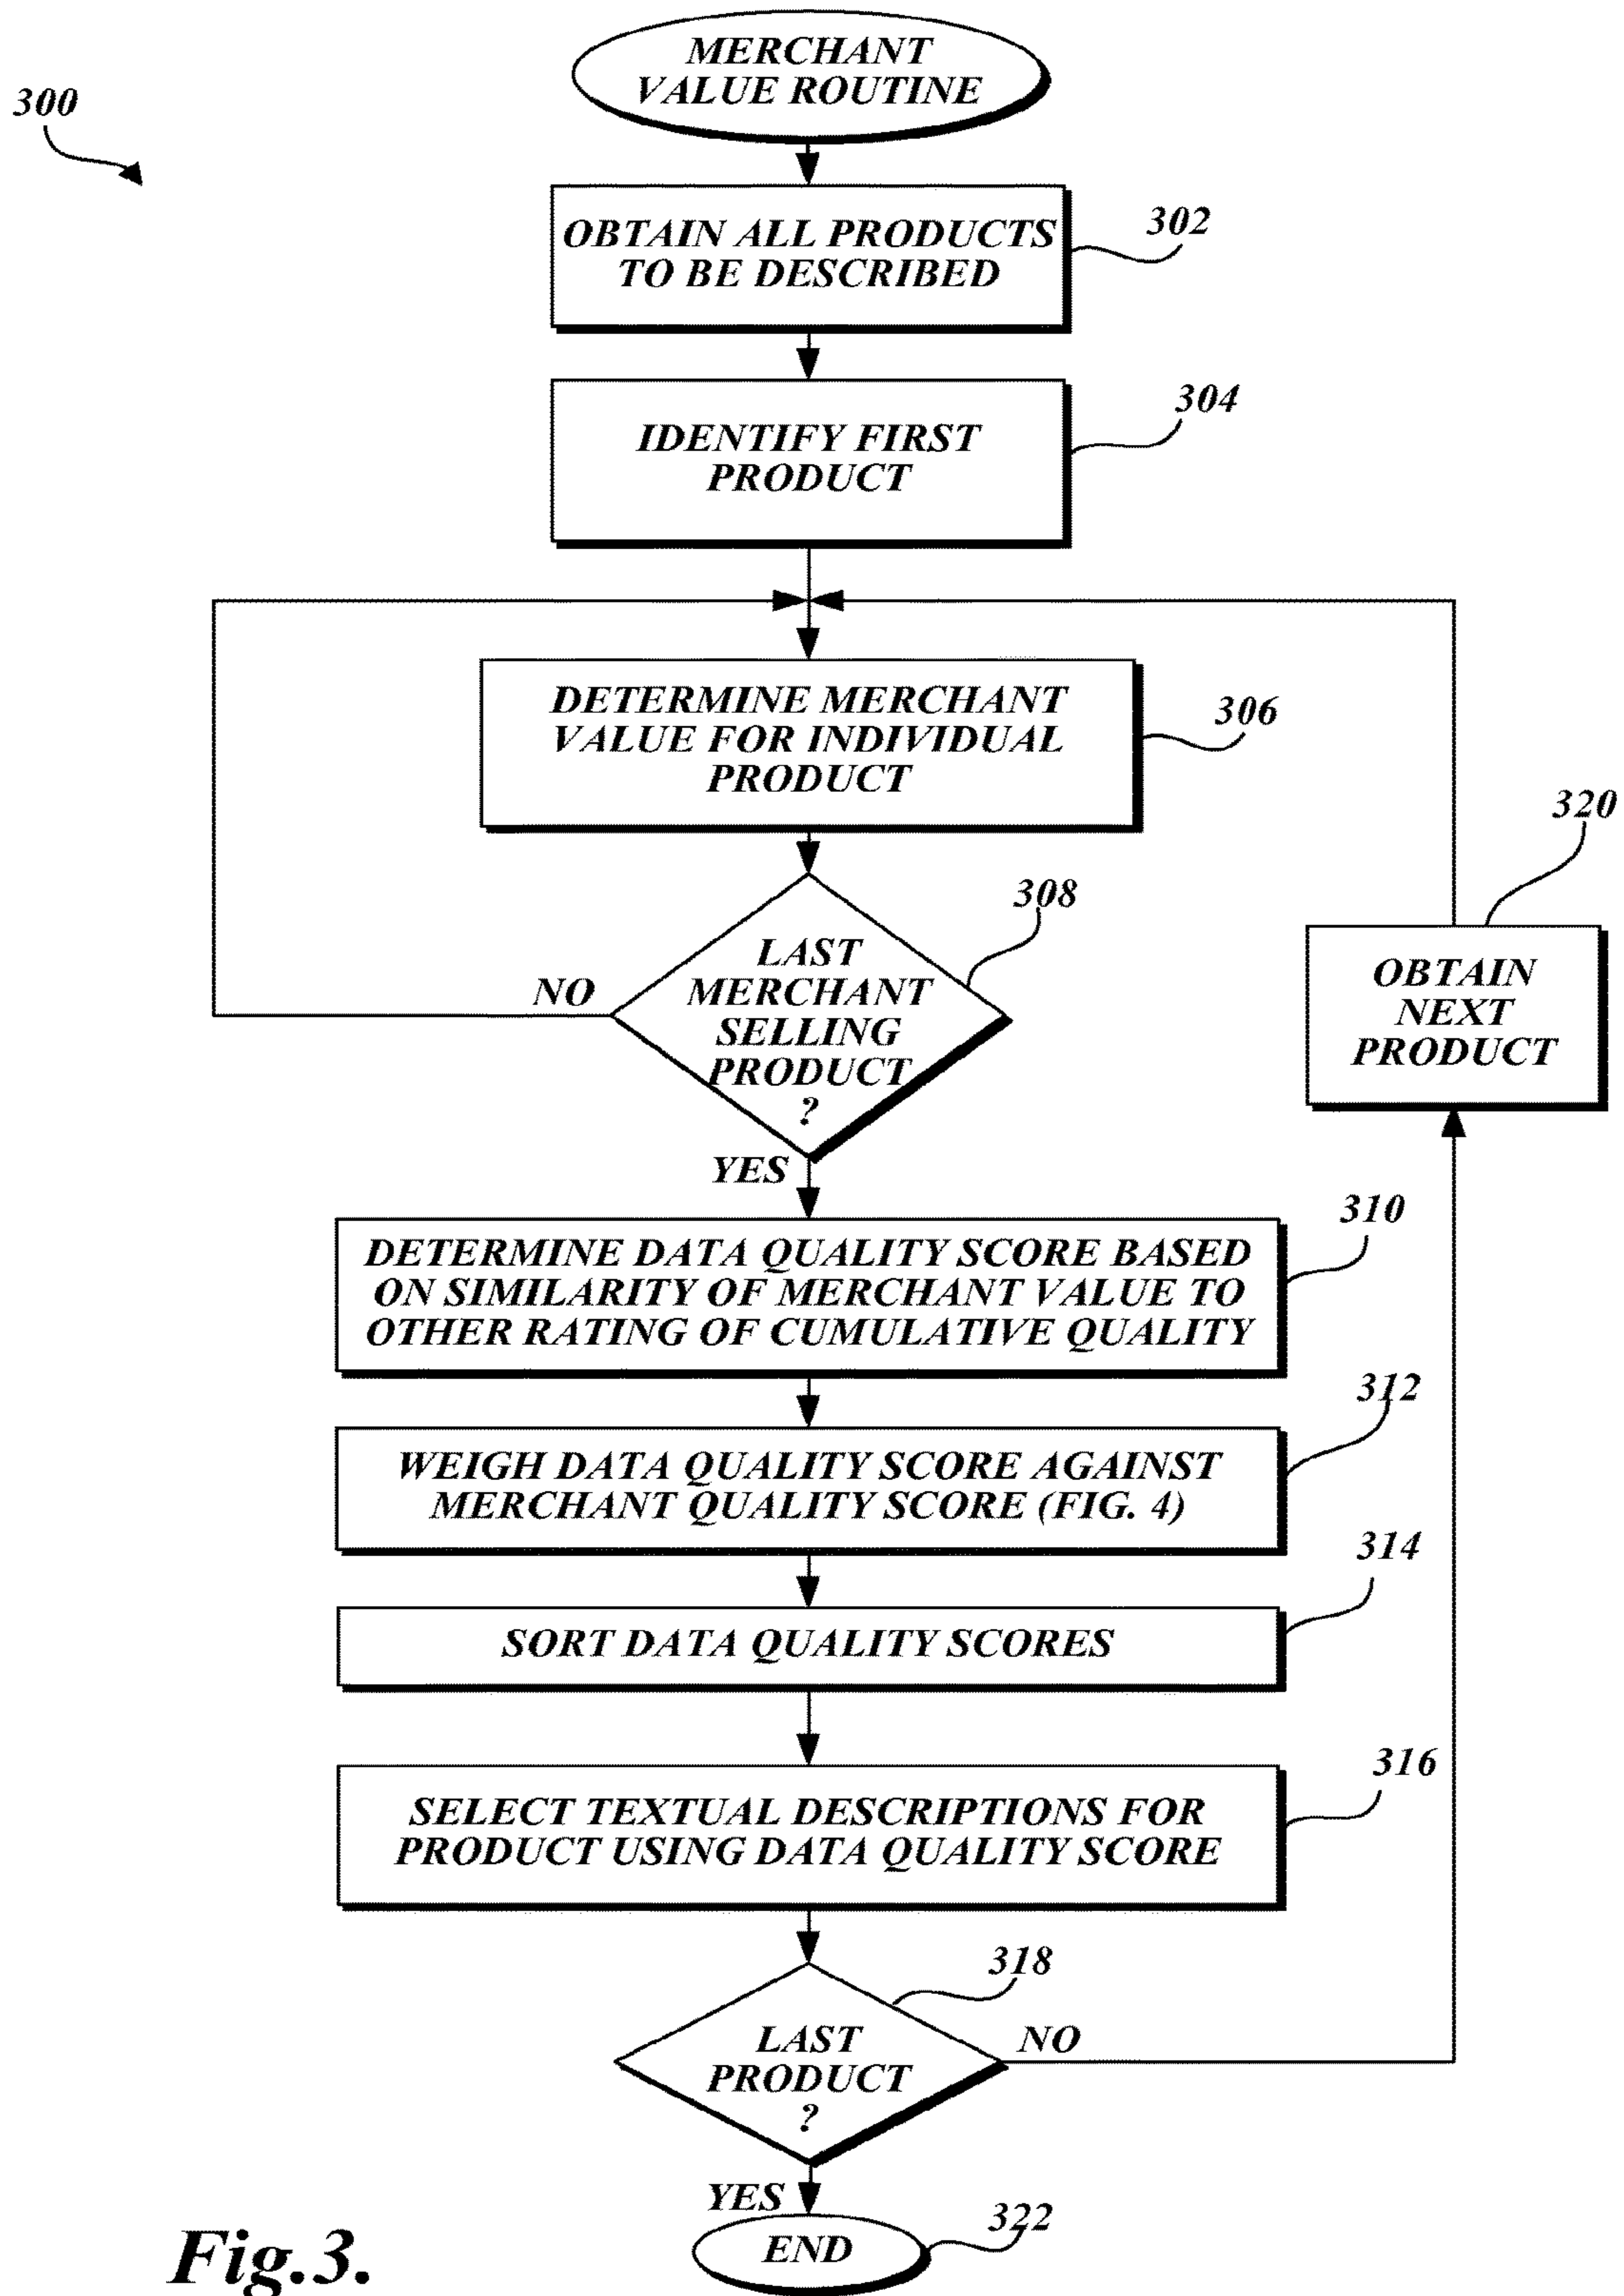 MERCHANT
VALUE ROUTINE
300
OBTAIN ALL PRODUCTS
TO BE DESCRIBED
302
IDENTIFY FIRST
PRODUCT
304
DETERMINE MERCHANT
VALUE FOR INDIVIDUAL
PRODUCT
306
320
LAST
MERCHANT
SELLING
PRODUCT
?
308
NO
OBTAIN
NEXT
PRODUCT
YES
DETERMINE DATA QUALITY SCORE BASED
ON SIMILARITY OF MERCHANT VALUE TO
OTHER RATING OF CUMULATIVE QUALITY
310
WEIGH DATA QUALITY SCORE AGAINST
MERCHANT QUALITY SCORE (FIG. 4)
312
SORT DATA QUALITY SCORES
314
SELECT TEXTUAL DESCRIPTIONS FOR
PRODUCT USING DATA QUALITY SCORE
316
LAST
PRODUCT
?
318
NO
YES
END
322
Fig.3.